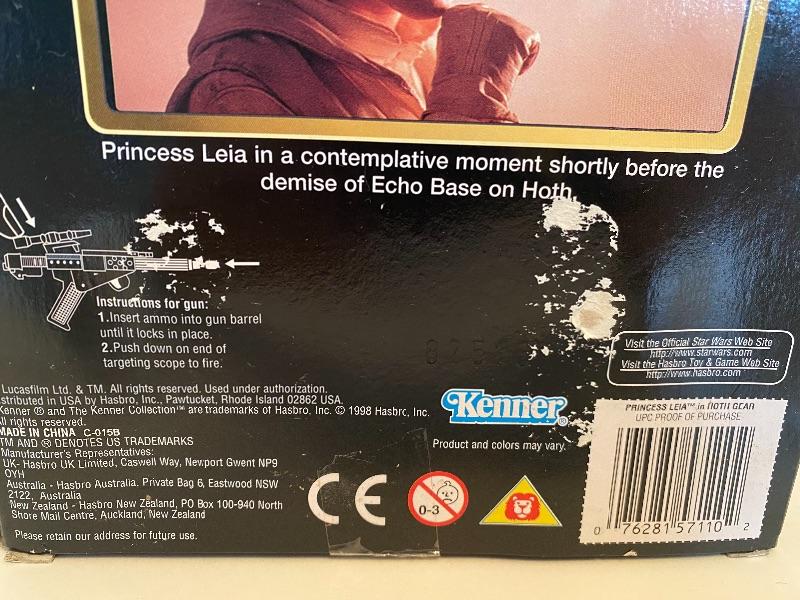 Princess Leia in a contemplative moment shortly before the
demise of Echo Base on Hoth
Instructions for gun:
1.Insert ammo into gun barrel
until it locks in place.
2.Push down on end of
targeting scope to fire.
Lucasfilm Ltd. & TM. All rights reserved. Used under authorization.
stributed in USA by Hasbro, Inc., Pawtucket, Rhode Island 02862 USA.
Kenner ® and The Kenner Collection™ are trademarks of Hasbro, Inc. © 1998 Hasbro, Inc.
All rights reserved.
MADE IN CHINA C-015B
TM AND ® DENOTES US TRADEMARKS
Manufacturer's Representatives:
UK- Hasbro UK Limited, Caswell Way, Newport Gwent NP9
0YH
Australia - Hasbro Australia. Private Bag 6, Eastwood NSW
2122, Australia
New Zealand - Hasbro New Zealand, PO Box 100-940 North
Shore Mail Centre, Auckland, New Zealand
Please retain our address for future use.
Kenner®
Product and colors may vary.
CE
0-3
Visit the Official Star Wars Web Site
http://www.starwars.com
Visit the Hasbro Toy & Game Web Site
http://www.hasbro.com
PRINCESS LEIA™ in HOTH GEAR
UPC PROOF OF PURCHASE
0 76281 57110 2